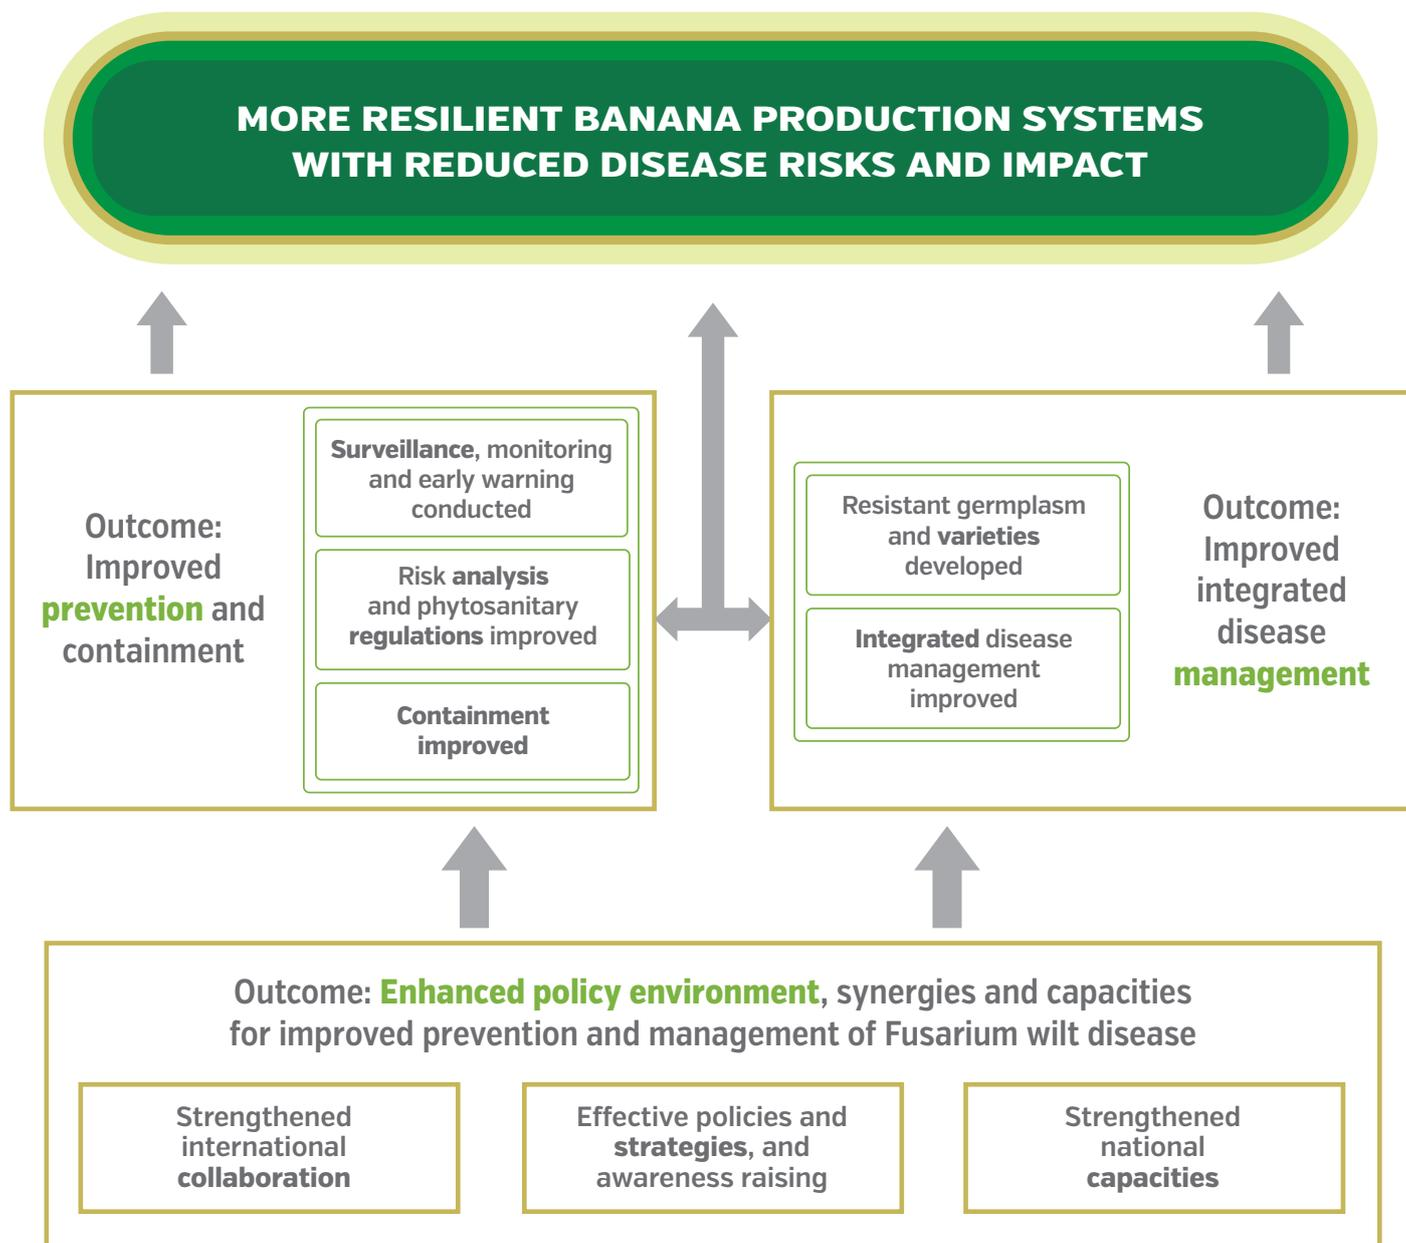 MORE RESILIENT BANANA PRODUCTION SYSTEMS
WITH REDUCED DISEASE RISKS AND IMPACT
Outcome:
Improved
prevention and
containment
Surveillance, monitoring
and early warning
conducted
Risk analysis
and phytosanitary
regulations improved
Containment
improved
Resistant germplasm
and varieties
developed
Integrated disease
management
improved
Outcome:
Improved
integrated
disease
management
Outcome: Enhanced policy environment, synergies and capacities
for improved prevention and management of Fusarium wilt disease
Strengthened
international
collaboration
Effective policies and
strategies, and
awareness raising
Strengthened
national
capacities